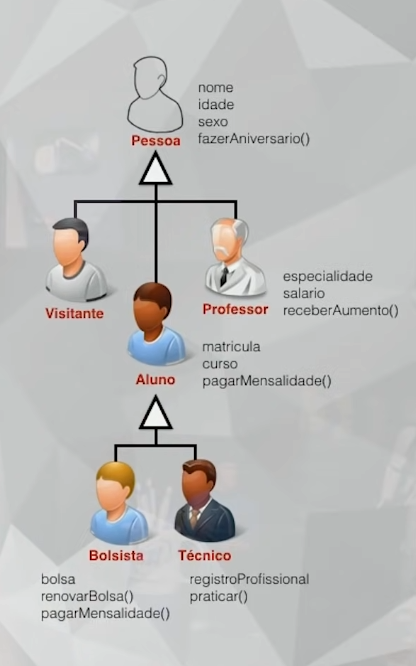 nome
idade
sexo
fazerAniversario()
Pessoa
Visitante
Professor
especialidade
salario
receberAumento()
Aluno
matricula
curso
pagarMensalidade()
Bolsista
Técnico
bolsa
renovarBolsa()
pagarMensalidade()
registroProfissional
praticar()